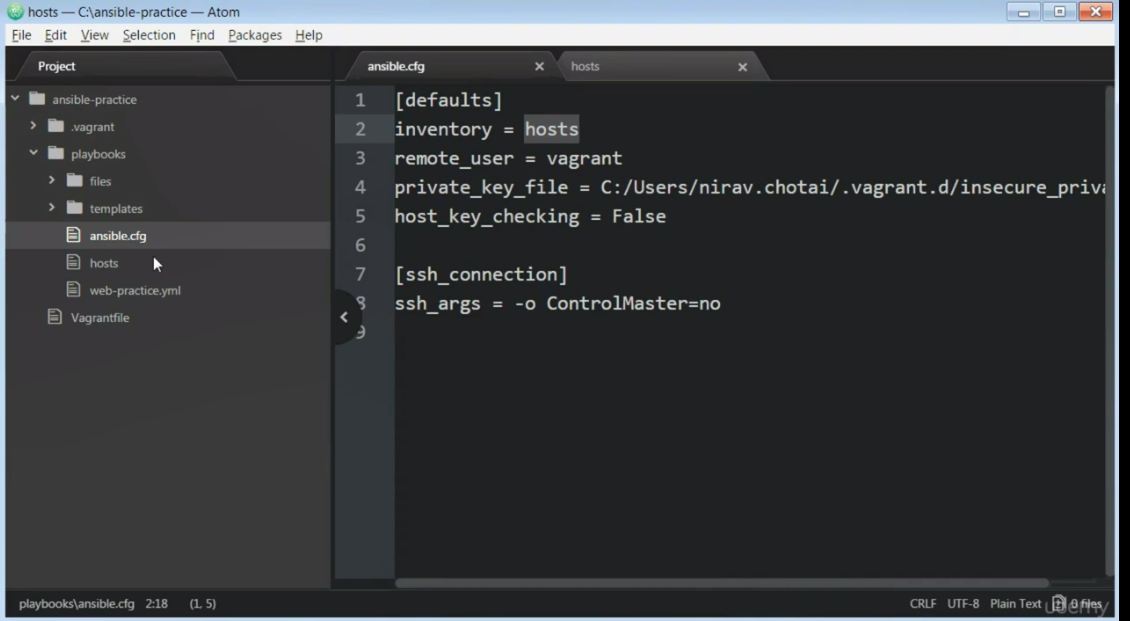 hosts — C:\ansible-practice — Atom
File Edit View Selection Find Packages Help
Project
ansible.cfg
hosts
ansible-practice
.vagrant
playbooks
files
templates
ansible.cfg
hosts
web-practice.yml
Vagrantfile
1 [defaults]
2 inventory = hosts
3 remote_user = vagrant
4 private_key_file = C:/Users/nirav.chotai/.vagrant.d/insecure_priva
5 host_key_checking = False
6
7 [ssh_connection]
8 ssh_args = -o ControlMaster=no
9
playbooks\ansible.cfg 2:18 (1, 5)
CRLF UTF-8 Plain Text 0 files
udemy